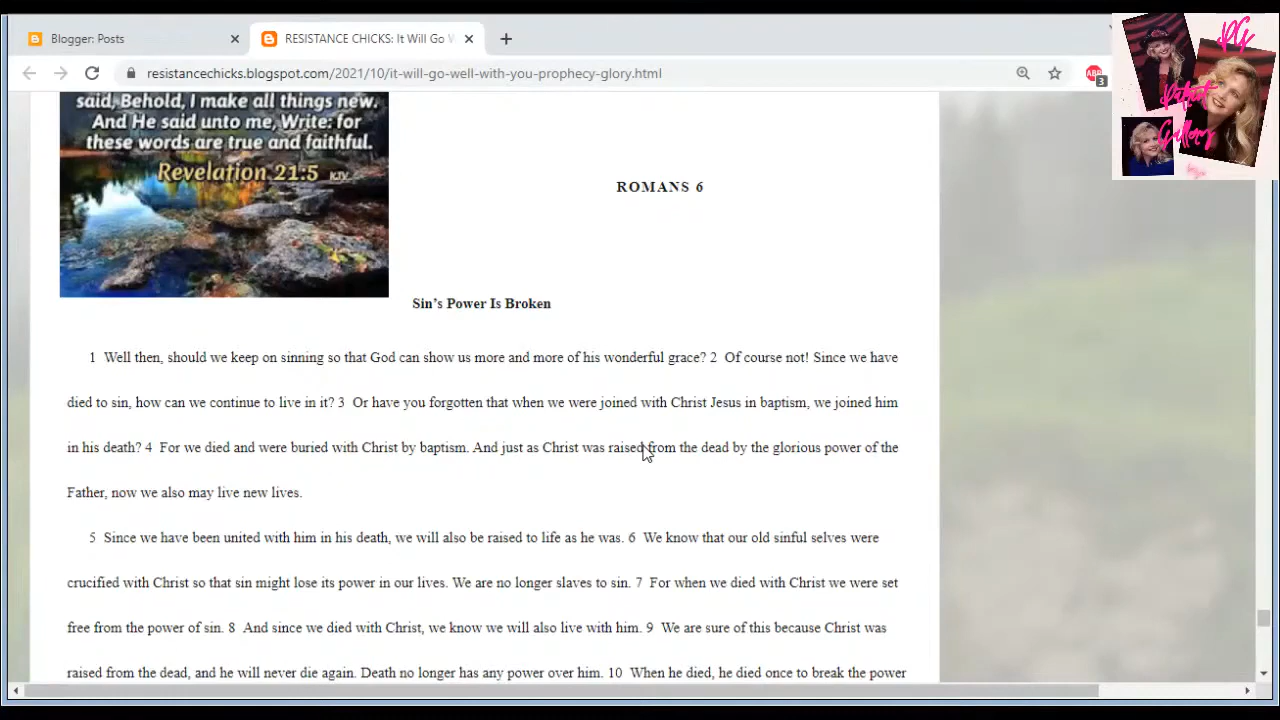 Blogger: Posts
RESISTANCE CHICKS: It Will Go W
resistancechicks.blogspot.com/2021/10/it-will-go-well-with-you-prophecy-glory.html
3
PG
Patriot
Gallery
said, Behold, I make all things new.
And He said unto me, Write: for
these words are true and faithful.
Revelation 21:5 KJV
ROMANS 6
Sin’s Power Is Broken
1 Well then, should we keep on sinning so that God can show us more and more of his wonderful grace? 2 Of course not! Since we have
died to sin, how can we continue to live in it? 3 Or have you forgotten that when we were joined with Christ Jesus in baptism, we joined him
in his death? 4 For we died and were buried with Christ by baptism. And just as Christ was raised from the dead by the glorious power of the
Father, now we also may live new lives.
5 Since we have been united with him in his death, we will also be raised to life as he was. 6 We know that our old sinful selves were
crucified with Christ so that sin might lose its power in our lives. We are no longer slaves to sin. 7 For when we died with Christ we were set
free from the power of sin. 8 And since we died with Christ, we know we will also live with him. 9 We are sure of this because Christ was
raised from the dead, and he will never die again. Death no longer has any power over him. 10 When he died, he died once to break the power